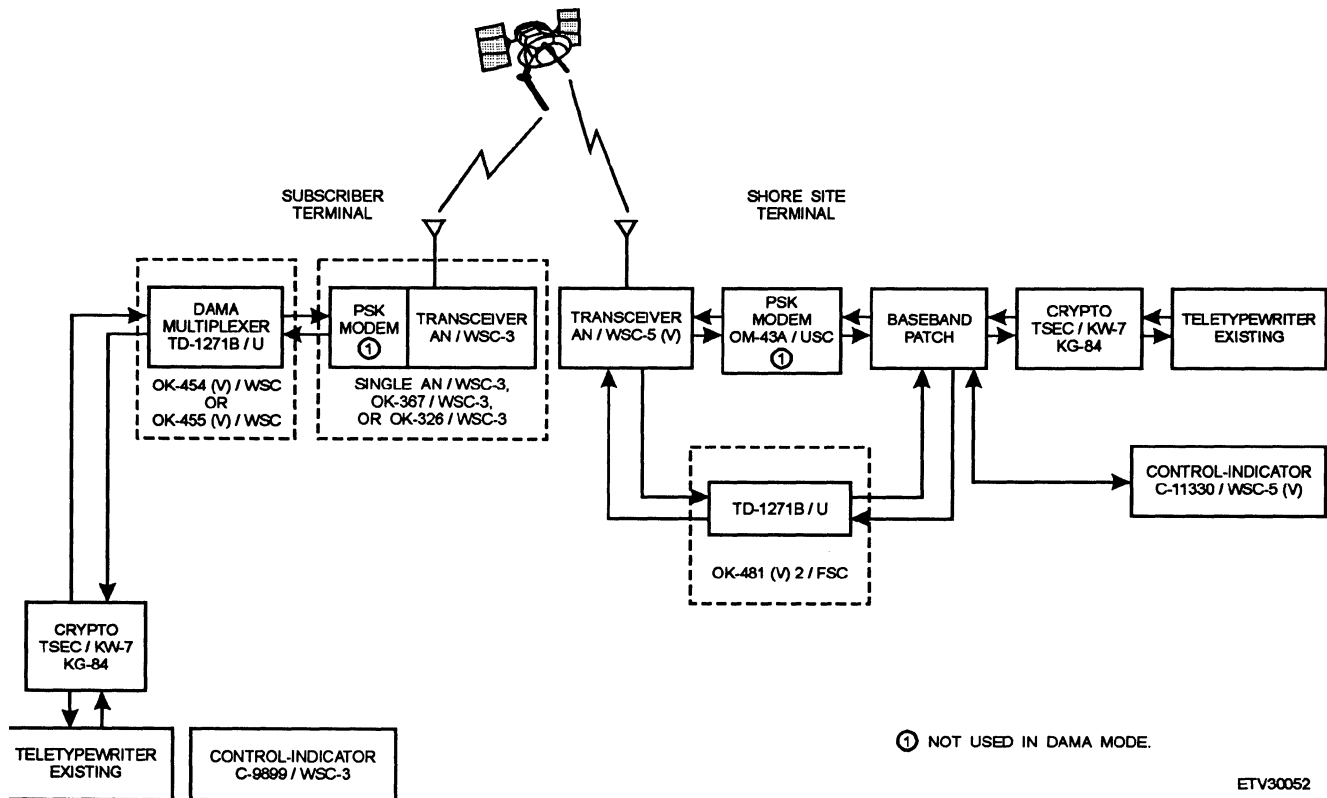 SUBSCRIBER
TERMINAL
SHORE SITE
TERMINAL
DAMA
MULTIPLEXER
TD-1271B / U
OK-454 (V) / WSC
OR
OK-455 (V) / WSC
PSK
MODEM
①
TRANSCEIVER
AN / WSC-3
SINGLE AN / WSC-3,
OK-367 / WSC-3,
OR OK-326 / WSC-3
TRANSCEIVER
AN / WSC-5 (V)
PSK
MODEM
OM-43A / USC
①
BASEBAND
PATCH
CRYPTO
TSEC / KW-7
KG-84
TELETYPEWRITER
EXISTING
TD-1271B / U
OK-481 (V) 2 / FSC
CONTROL-INDICATOR
C-11330 / WSC-5 (V)
CRYPTO
TSEC / KW-7
KG-84
TELETYPEWRITER
EXISTING
CONTROL-INDICATOR
C-9899 / WSC-3
① NOT USED IN DAMA MODE.
ETV30052